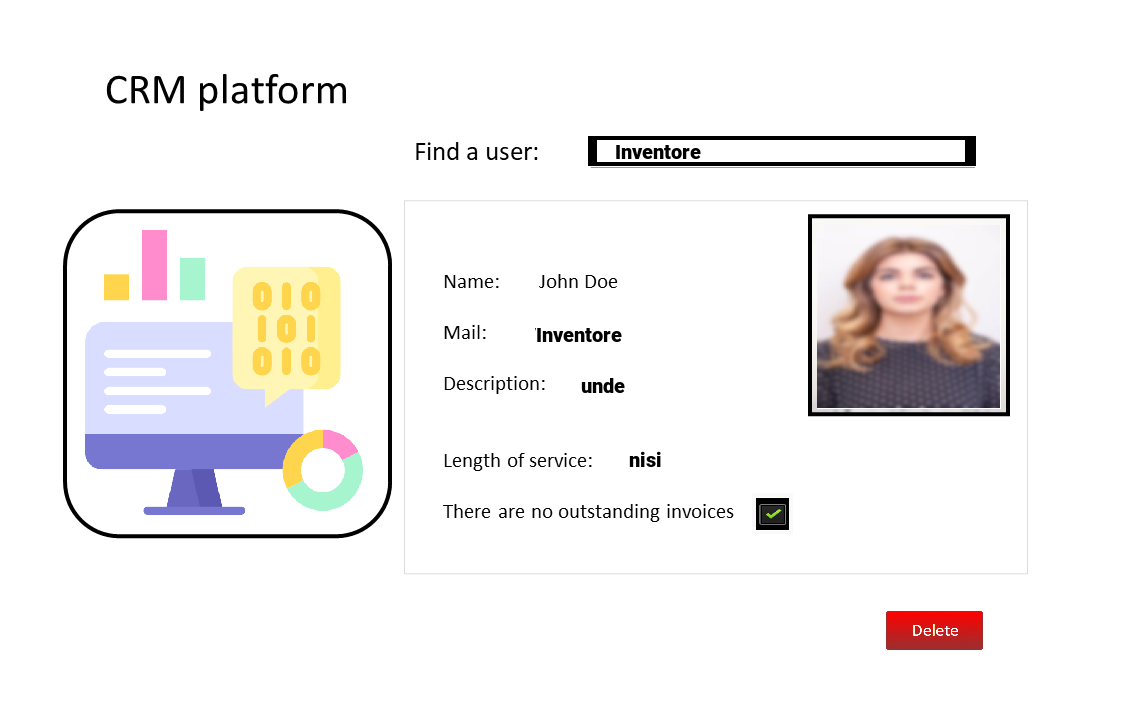 CRM platform
Find a user: Inventore
Name: John Doe
Mail: Inventore
Description: unde
Length of service: nisi
There are no outstanding invoices
010
101
010
Delete